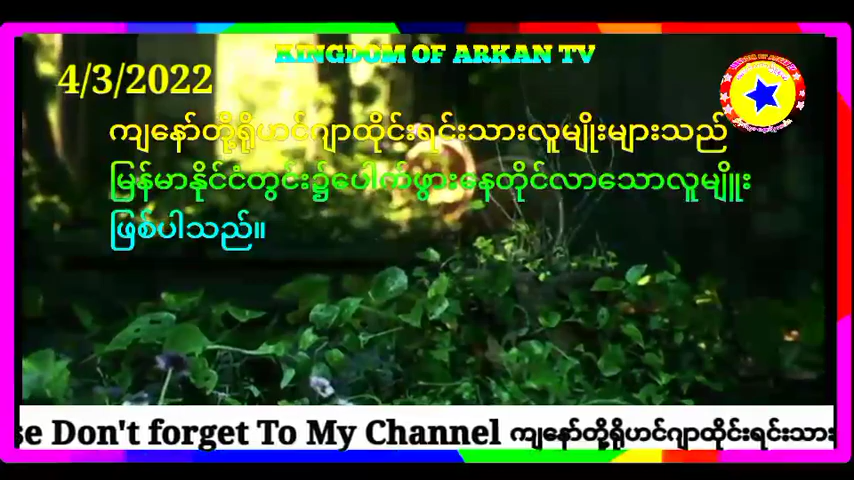 KINGDOM OF ARKAN TV
4/3/2022
ကျနော်တို့ရိုဟင်ဂျာထိုင်းရင်းသားလူမျိုးများသည်
မြန်မာနိုင်ငံတွင်း၌ပေါက်ဖွားနေတိုင်လာသောလူမျိူး
ဖြစ်ပါသည်။
se Don't forget To My Channel ကျနော်တို့ရိုဟင်ဂျာထိုင်းရင်းသား